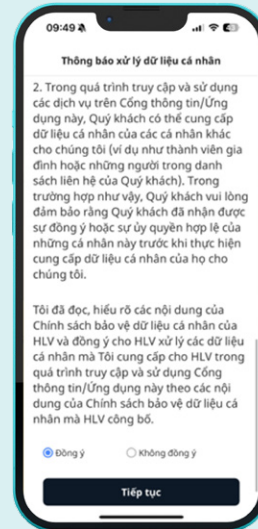 09:49
Thông báo xử lý dữ liệu cá nhân
2. Trong quá trình truy cập và sử dụng
các dịch vụ trên Cổng thông tin/Ứng
dụng này, Quý khách có thể cung cấp
dữ liệu cá nhân của các cá nhân khác
cho chúng tôi (ví dụ như thành viên gia
đình hoặc những người trong danh
sách liên hệ của Quý khách). Trong
trường hợp như vậy, Quý khách vui lòng
đảm bảo rằng Quý khách đã nhận được
sự đồng ý hoặc sự ủy quyền hợp lệ của
những cá nhân này trước khi thực hiện
cung cấp dữ liệu cá nhân của họ cho
chúng tôi.
Tôi đã đọc, hiểu rõ các nội dung của
Chính sách bảo vệ dữ liệu cá nhân của
HLV và đồng ý cho HLV xử lý các dữ liệu
cá nhân mà Tôi cung cấp cho HLV trong
quá trình truy cập và sử dụng Cổng
thông tin/Ứng dụng này theo các nội
dung của Chính sách bảo vệ dữ liệu cá
nhân mà HLV công bố.
Đồng ý Không đồng ý
Tiếp tục